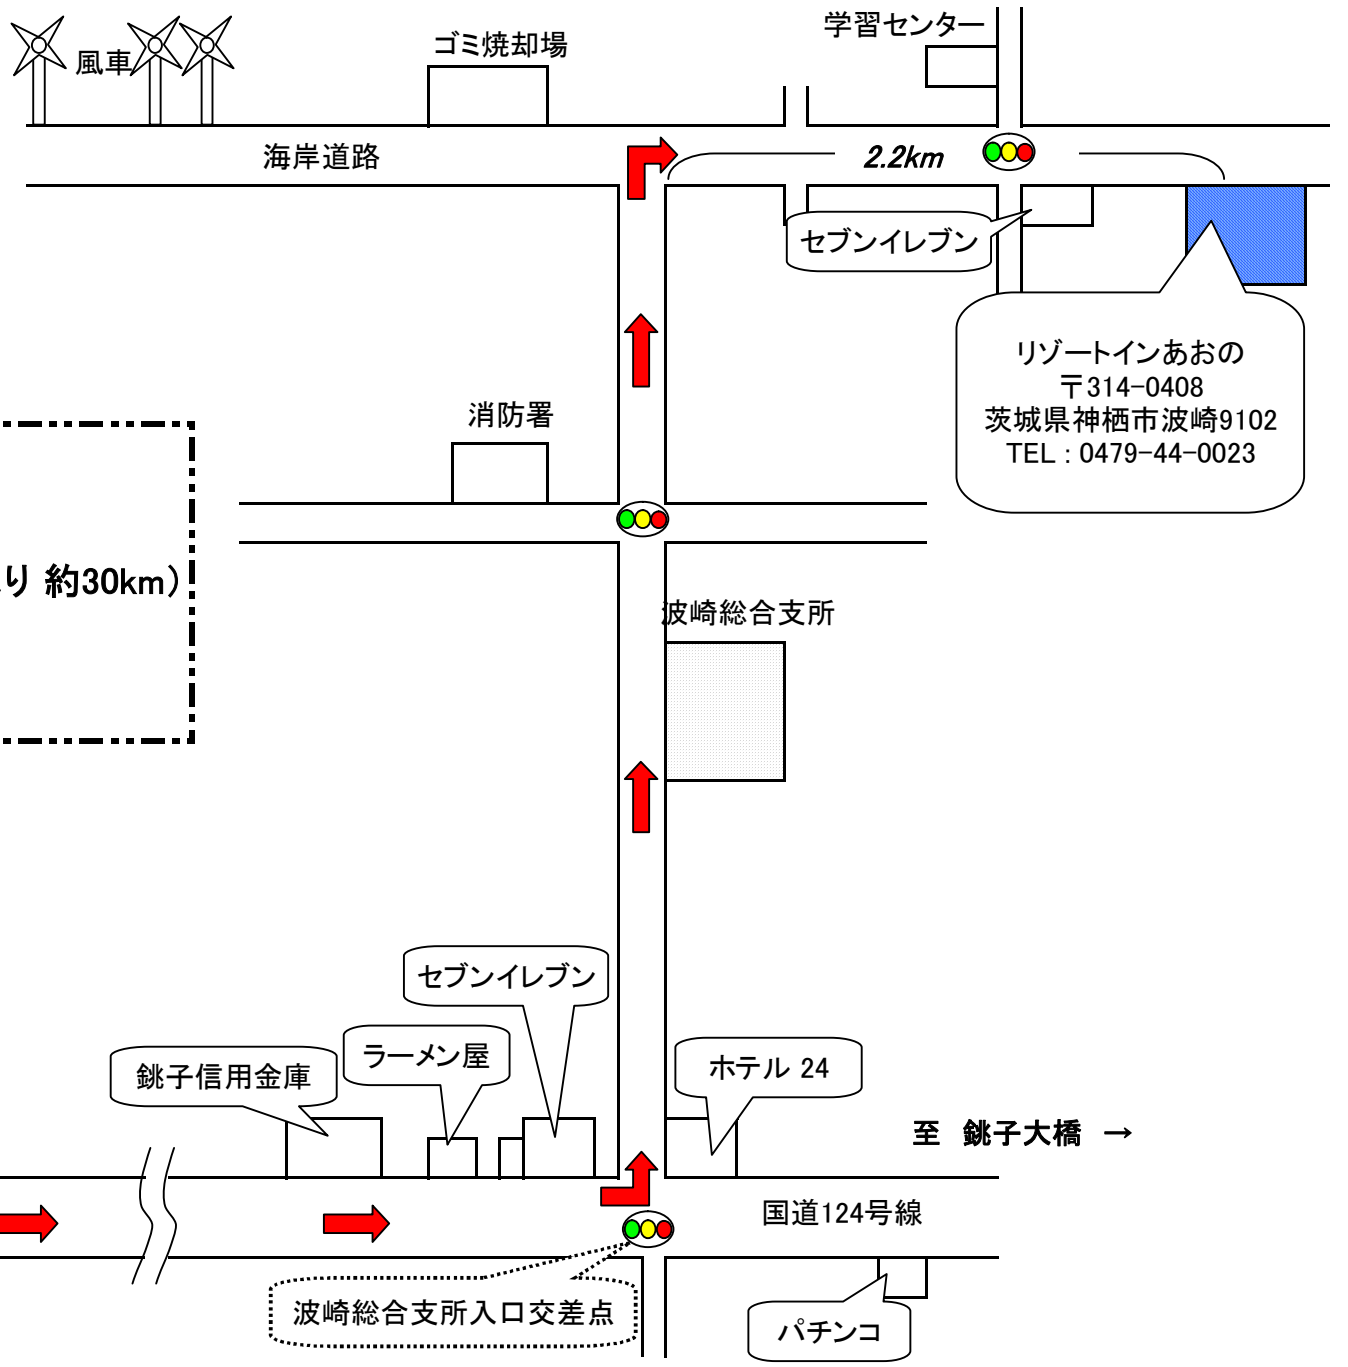 学習センター
ゴミ焼却場
風車
海岸道路
2.2km
セブンイレブン
リゾートインあおの
〒314-0408
茨城県神栖市波崎9102
TEL：0479-44-0023
消防署
り 約30km）
波崎総合支所
セブンイレブン
ラーメン屋
銚子信用金庫
ホテル 24
至　銚子大橋　→
国道124号線
波崎総合支所入口交差点
パチンコ